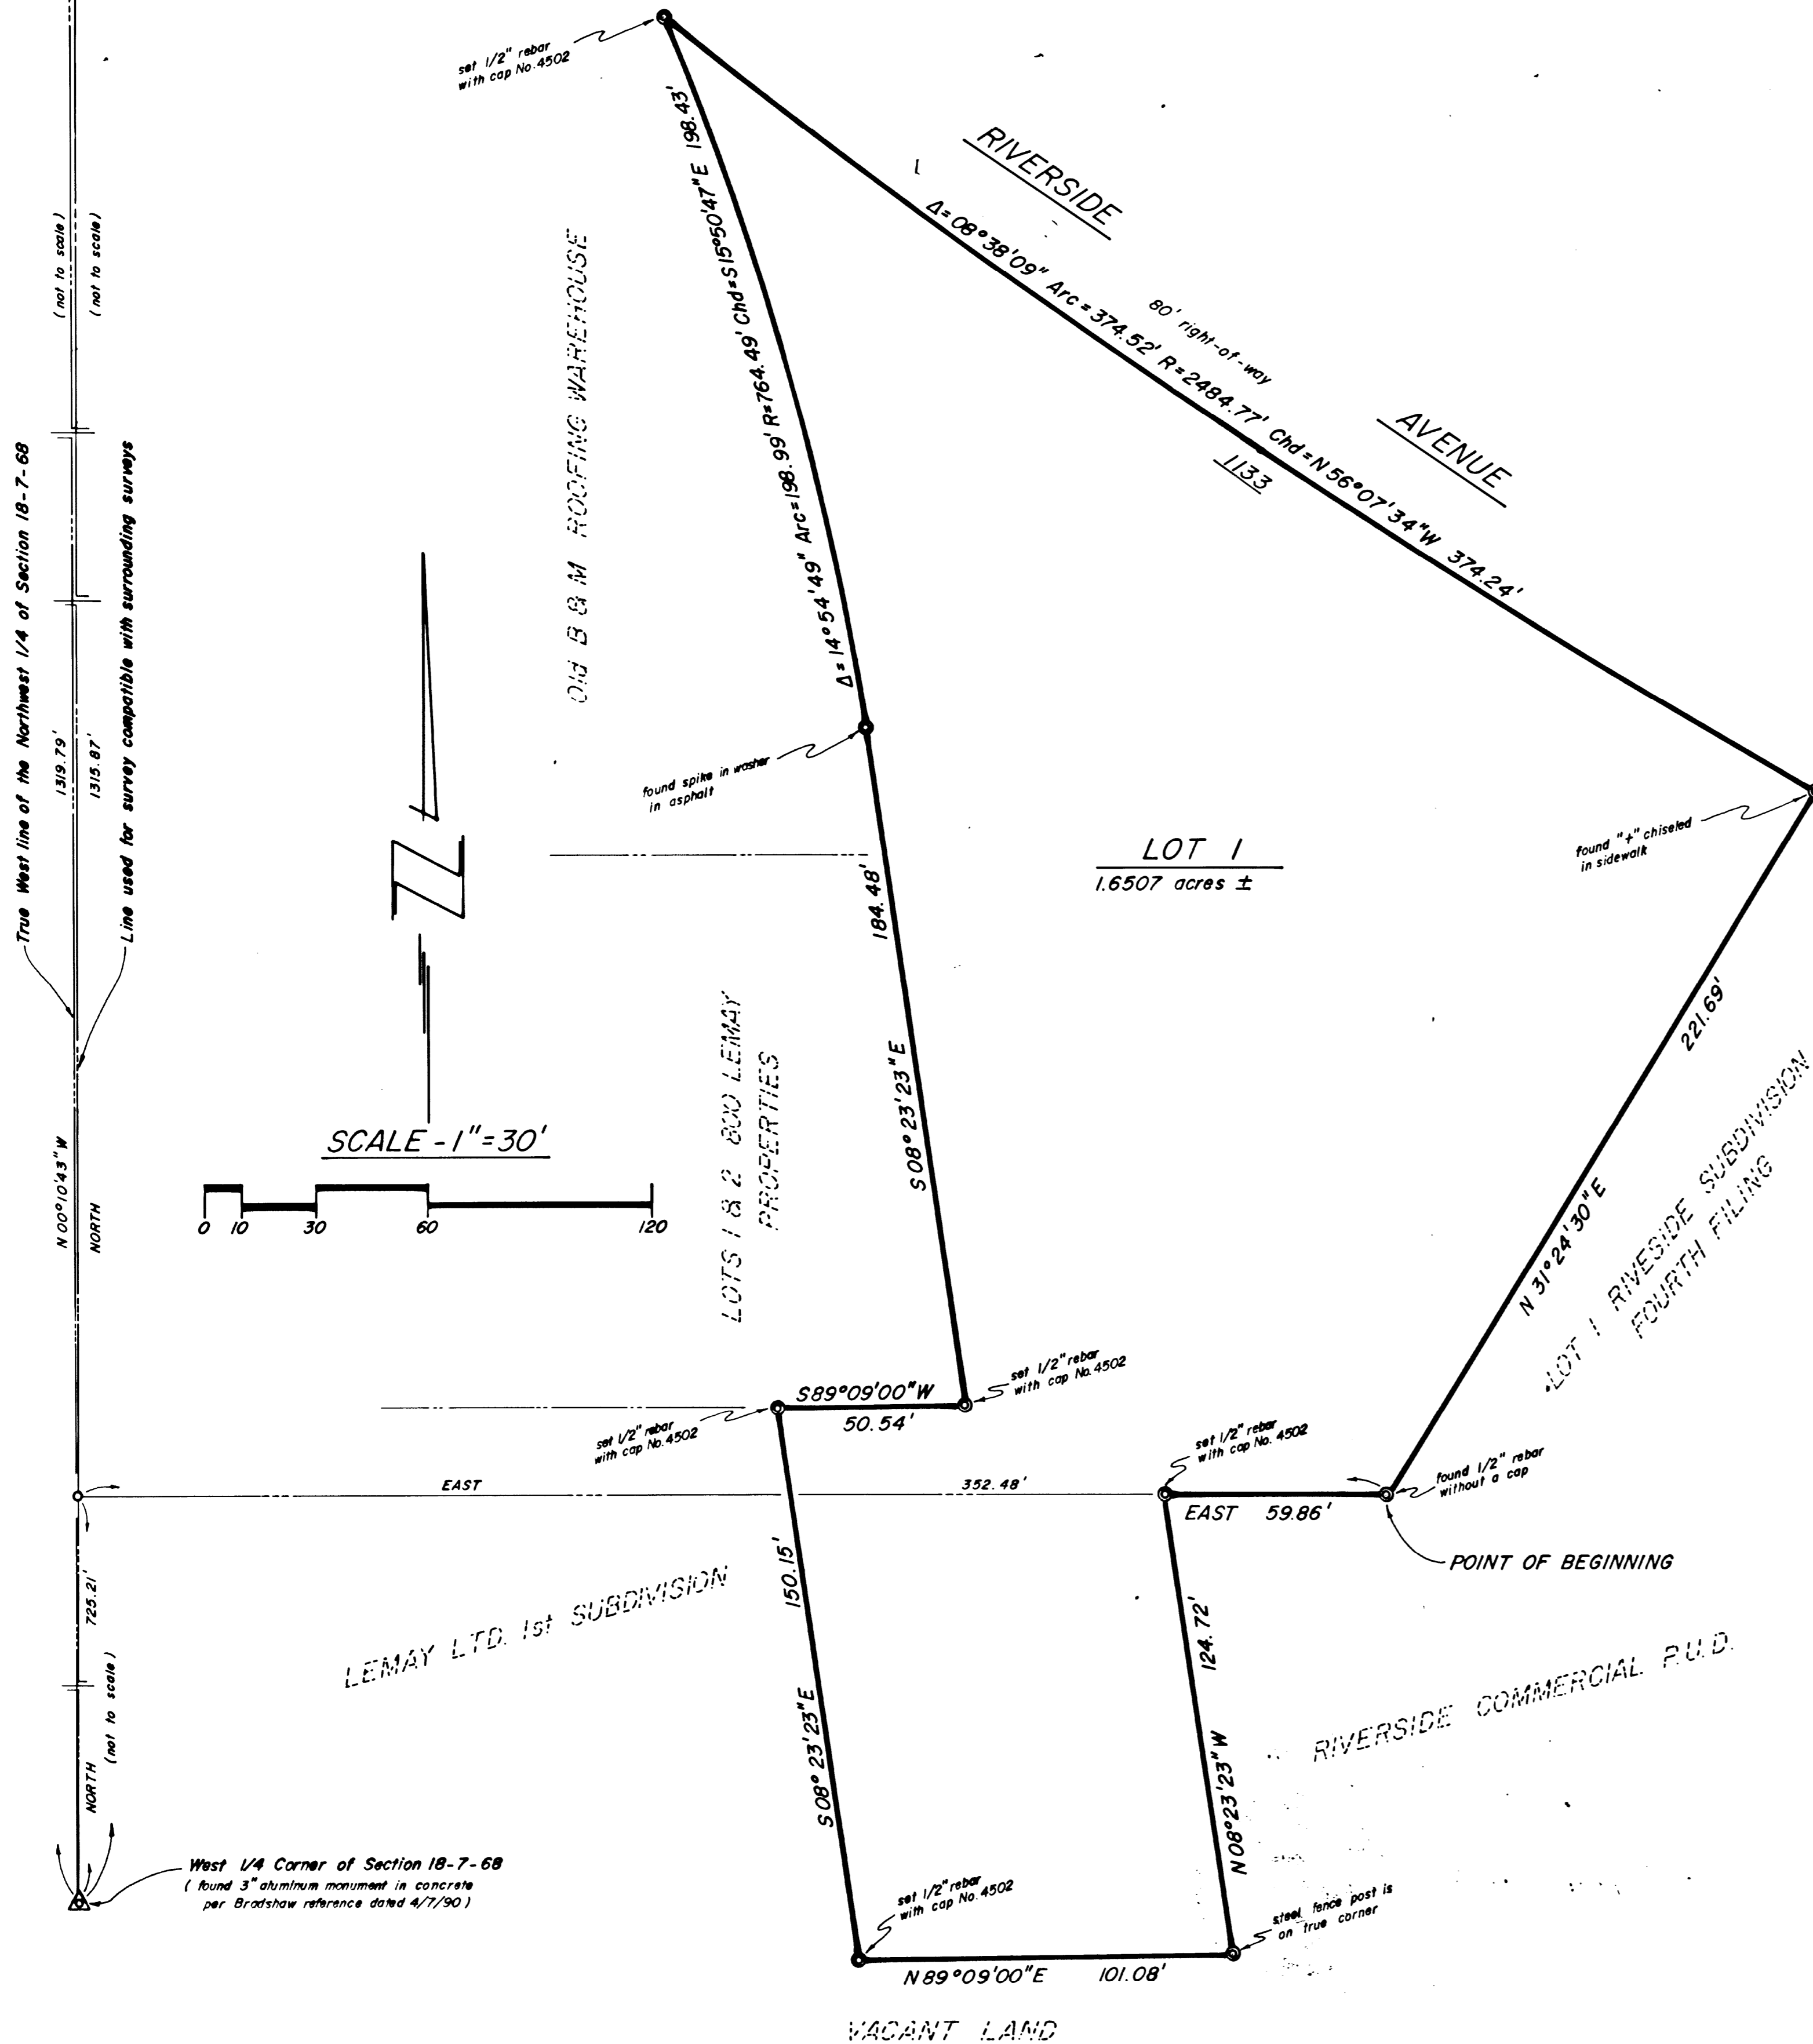 set 1/2" rebar
with cap No. 4502
RIVERSIDE
AVENUE
80' right-of-way
Δ=08°38'09" Arc=374.52' R=2484.77' Chd=N56°07'34"W 374.24'
1133
Δ=14°54'49" Arc=198.99' R=764.49' Chd=S15°50'47"E 198.43'
Old B & M ROOFING WAREHOUSE
(not to scale)
(not to scale)
True West line of the Northwest 1/4 of Section 18-7-68
Line used for survey compatible with surrounding surveys
1319.79'
1315.87'
found spike in washer
in asphalt
found "+" chiseled
in sidewalk
LOT 1
1.6507 acres ±
184.48'
S08°23'23"E
221.69'
N 31°24'30"E
LOT 1 RIVESIDE SUBDIVISION
FOURTH FILING
LOTS 1 & 2 800 LEMAY
PROPERTIES
SCALE - 1"=30'
0 10 30 60 120
N 00°10'43"W
NORTH
set 1/2" rebar
with cap No. 4502
S89°09'00"W
50.54'
set 1/2" rebar
with cap No. 4502
set 1/2" rebar
with cap No. 4502
found 1/2" rebar
without a cap
EAST 352.48'
EAST 59.86'
POINT OF BEGINNING
725.21'
NORTH
(not to scale)
150.15'
S08°23'23"E
124.72'
N08°23'23"W
LEMAY LTD. 1st SUBDIVISION
RIVERSIDE COMMERCIAL P.U.D.
West 1/4 Corner of Section 18-7-68
( found 3" aluminum monument in concrete
per Bradshaw reference dated 4/7/90 )
set 1/2" rebar
with cap No. 4502
steel fence post is
on true corner
N89°09'00"E 101.08'
VACANT LAND